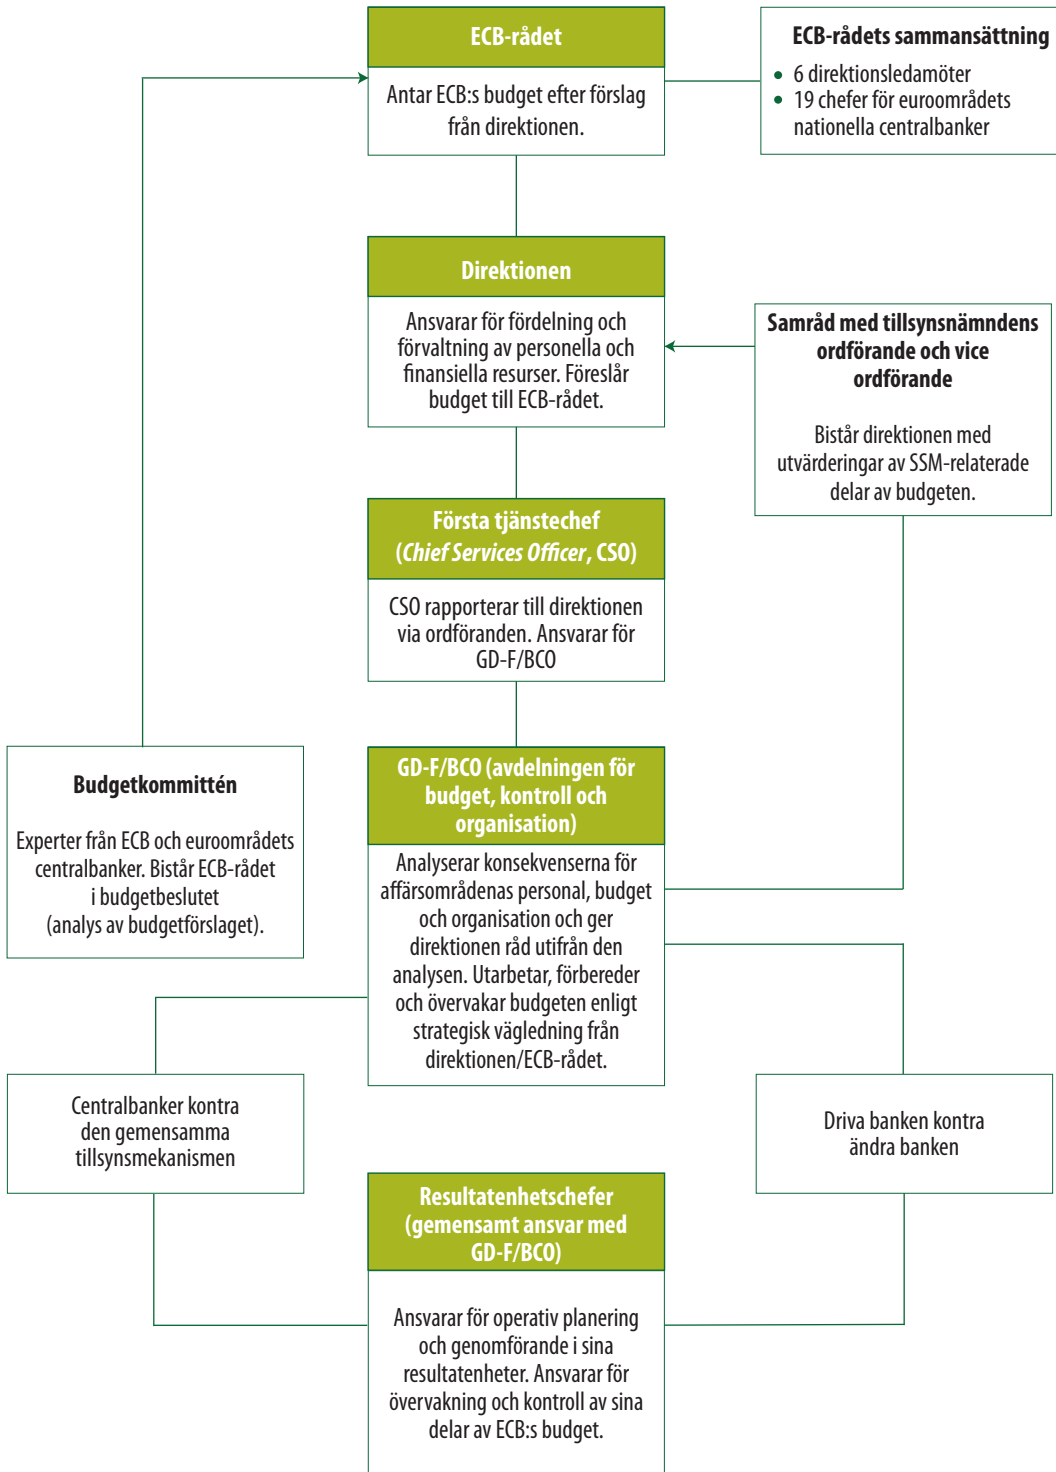 ECB-rådet
Antar ECB:s budget efter förslag
från direktionen.
ECB-rådets sammansättning
• 6 direktionsledamöter
• 19 chefer för euroområdets
nationella centralbanker
Direktionen
Ansvarar för fördelning och
förvaltning av personella och
finansiella resurser. Föreslår
budget till ECB-rådet.
Samråd med tillsynsnämndens
ordförande och vice
ordförande
Bistår direktionen med
utvärderingar av SSM-relaterade
delar av budgeten.
Första tjänstechef
(Chief Services Officer, CSO)
CSO rapporterar till direktionen
via ordföranden. Ansvarar för
GD-F/BCO
Budgetkommittén
Experter från ECB och euroområdets
centralbanker. Bistår ECB-rådet
i budgetbeslutet
(analys av budgetförslaget).
GD-F/BCO (avdelningen för
budget, kontroll och
organisation)
Analyserar konsekvenserna för
affärsområdenas personal, budget
och organisation och ger
direktionen råd utifrån den
analysen. Utarbetar, förbereder
och övervakar budgeten enligt
strategisk vägledning från
direktionen/ECB-rådet.
Centralbanker kontra
den gemensamma
tillsynsmekanismen
Driva banken kontra
ändra banken
Resultatenhetschefer
(gemensamt ansvar med
GD-F/BCO)
Ansvarar för operativ planering
och genomförande i sina
resultatenheter. Ansvarar för
övervakning och kontroll av sina
delar av ECB:s budget.